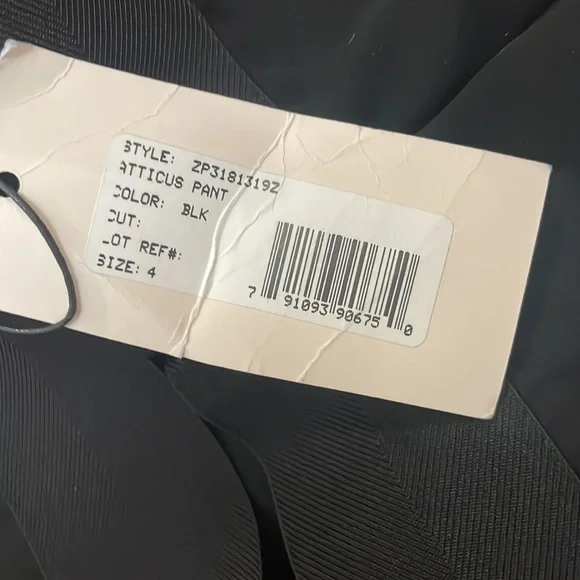 STYLE: ZP3181319Z
ATTICUS PANT
COLOR: BLK
CUT:
LOT REF#:
SIZE: 4
7 91093 90675 0